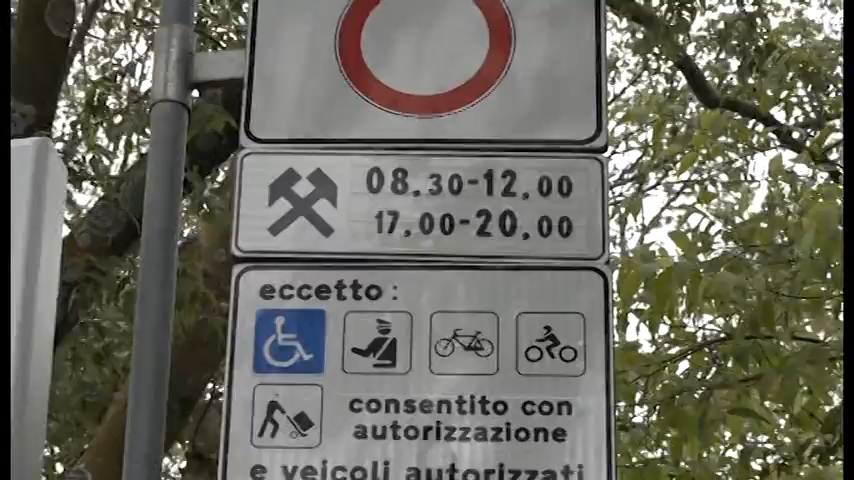 08.30-12.00
17.00-20.00
eccetto:
consentito con
autorizzazione
e veicoli autorizzati